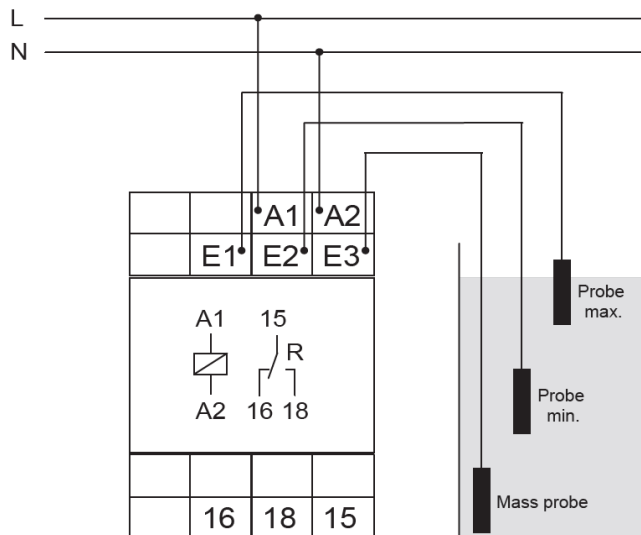 L
N
A1 A2
E1 E2 E3
A1 15
R
A2 16 18
Probe
max.
Probe
min.
Mass probe
16 18 15